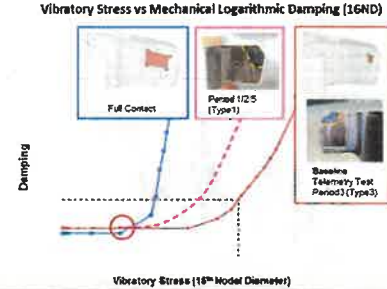 Vibratory Stress vs Mechanical Logarithmic Damping (16ND)
Full Contact
Period 1/2/5
(Type1)
Baseline
Telemetry Test
Period3 (Type3)
Damping
Vibratory Stress (16th Nodel Diameter)